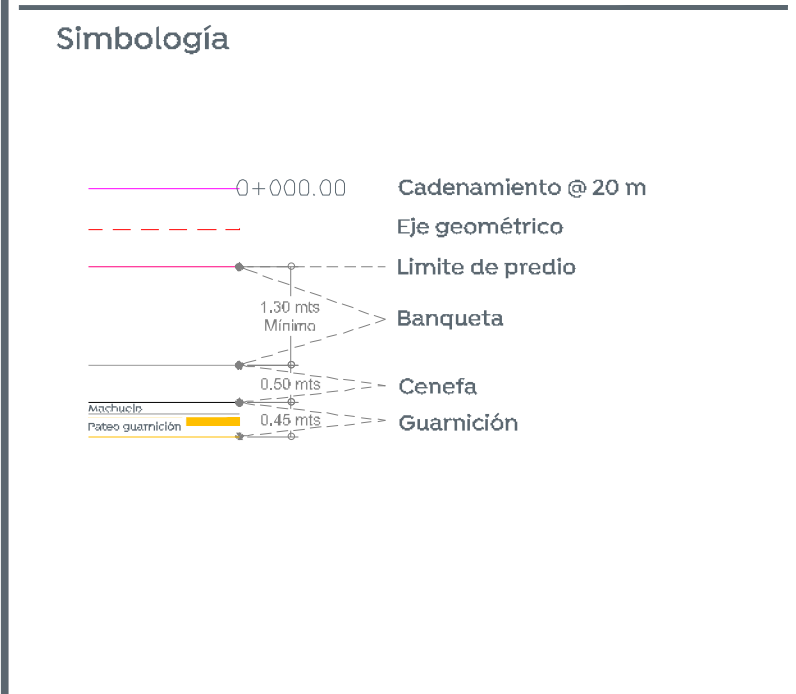 Simbología
0+000.00 Cadenamiento @ 20 m
Eje geométrico
Limite de predio
1.30 mts
Mínimo
Banqueta
0.50 mts
Cenefa
Machuelo
Pateo guarnición
0.45 mts
Guarnición